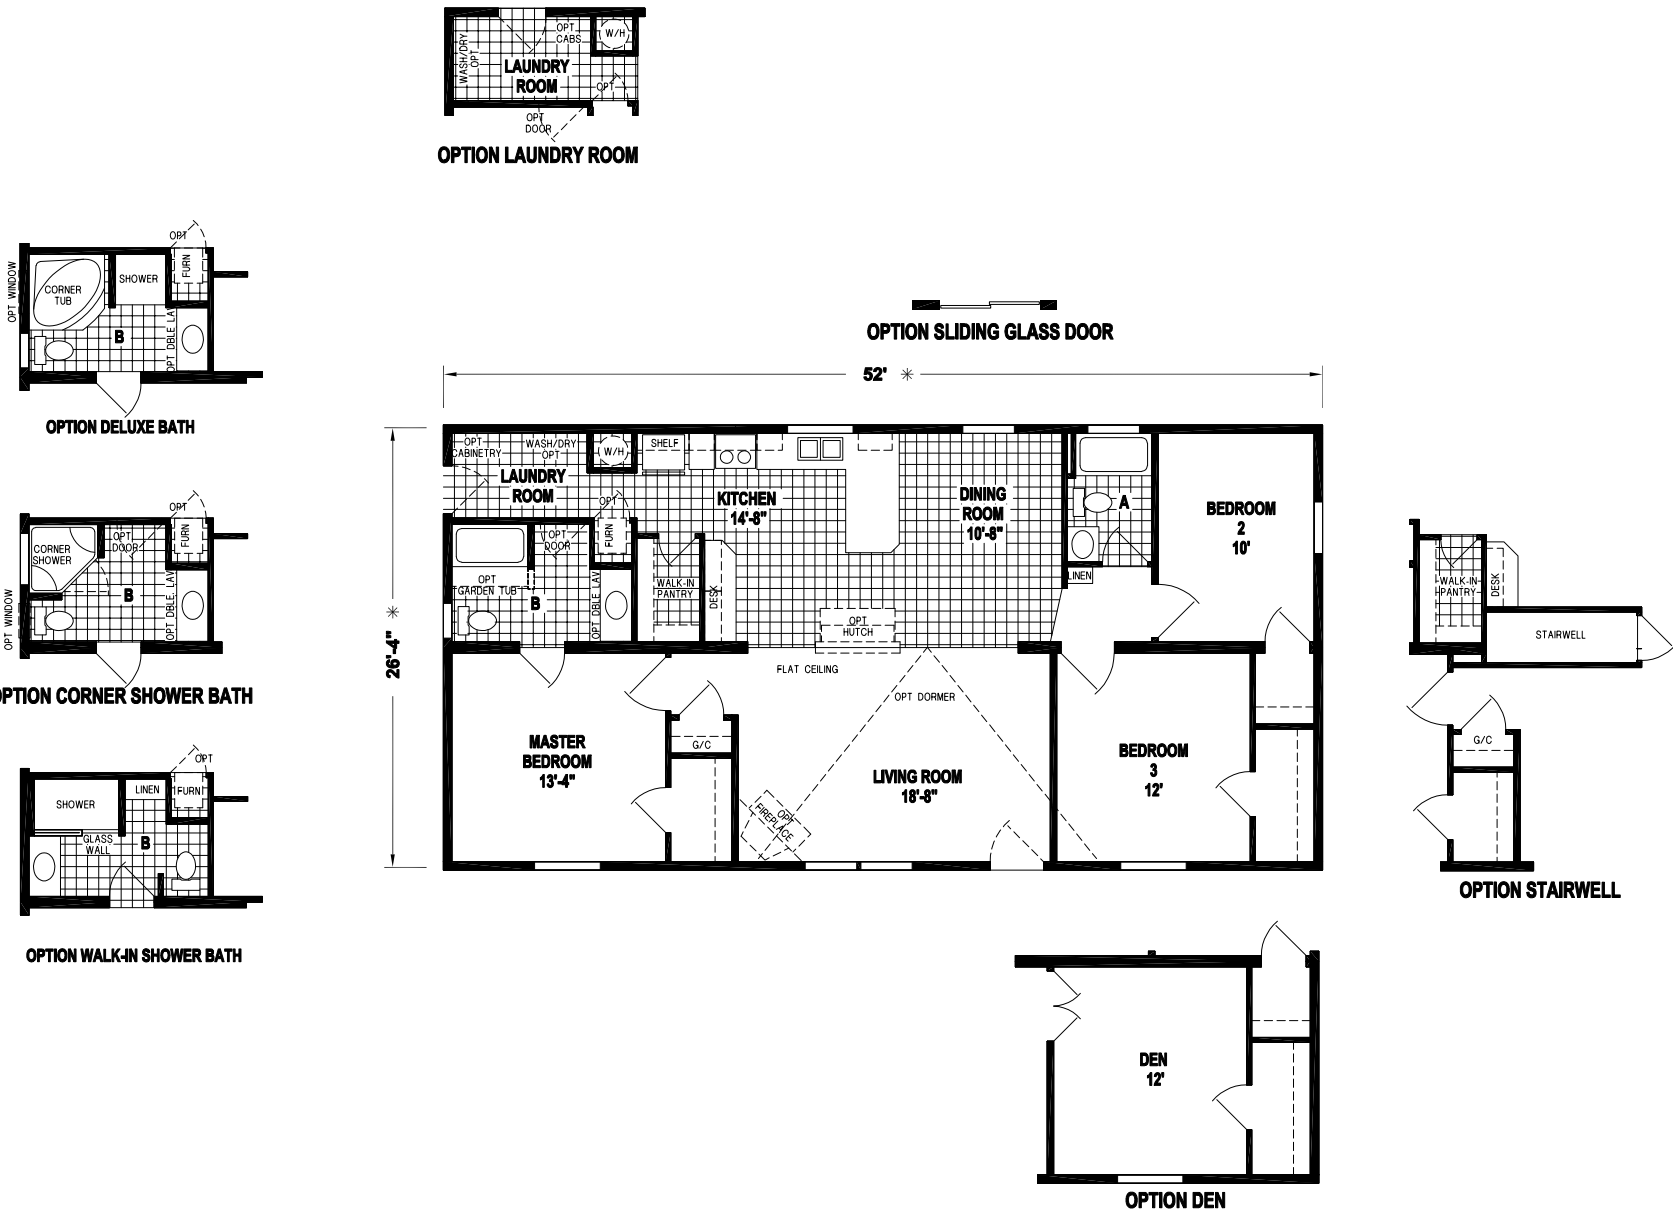 WASH/DRY
OPT
OPT
CABS
W/H
LAUNDRY
ROOM
OPT
OPT
DOOR
OPTION LAUNDRY ROOM
OPT
OPT WINDOW
CORNER
TUB
SHOWER
FURN
B
OPT DBLE LAV
OPTION DELUXE BATH
OPTION SLIDING GLASS DOOR
52' ✳
26'-4" ✳
OPT
CABINETRY
WASH/DRY
OPT
W/H
SHELF
LAUNDRY
ROOM
KITCHEN
14'-8"
DINING
ROOM
10'-8"
A
BEDROOM
2
10'
OPT
OPT
DOOR
FURN
OPT
GARDEN TUB
B
OPT DBLE LAV
WALK-IN
PANTRY
DESK
OPT
HUTCH
LINEN
FLAT CEILING
OPT DORMER
MASTER
BEDROOM
13'-4"
G/C
LIVING ROOM
18'-8"
OPT
FIREPLACE
BEDROOM
3
12'
OPT
CORNER
SHOWER
OPT
DOOR
FURN
B
OPT DBLE LAV
OPT WINDOW
OPTION CORNER SHOWER BATH
OPT
SHOWER
LINEN
FURN
GLASS
WALL
B
OPTION WALK-IN SHOWER BATH
WALK-IN
PANTRY
DESK
STAIRWELL
G/C
OPTION STAIRWELL
DEN
12'
OPTION DEN